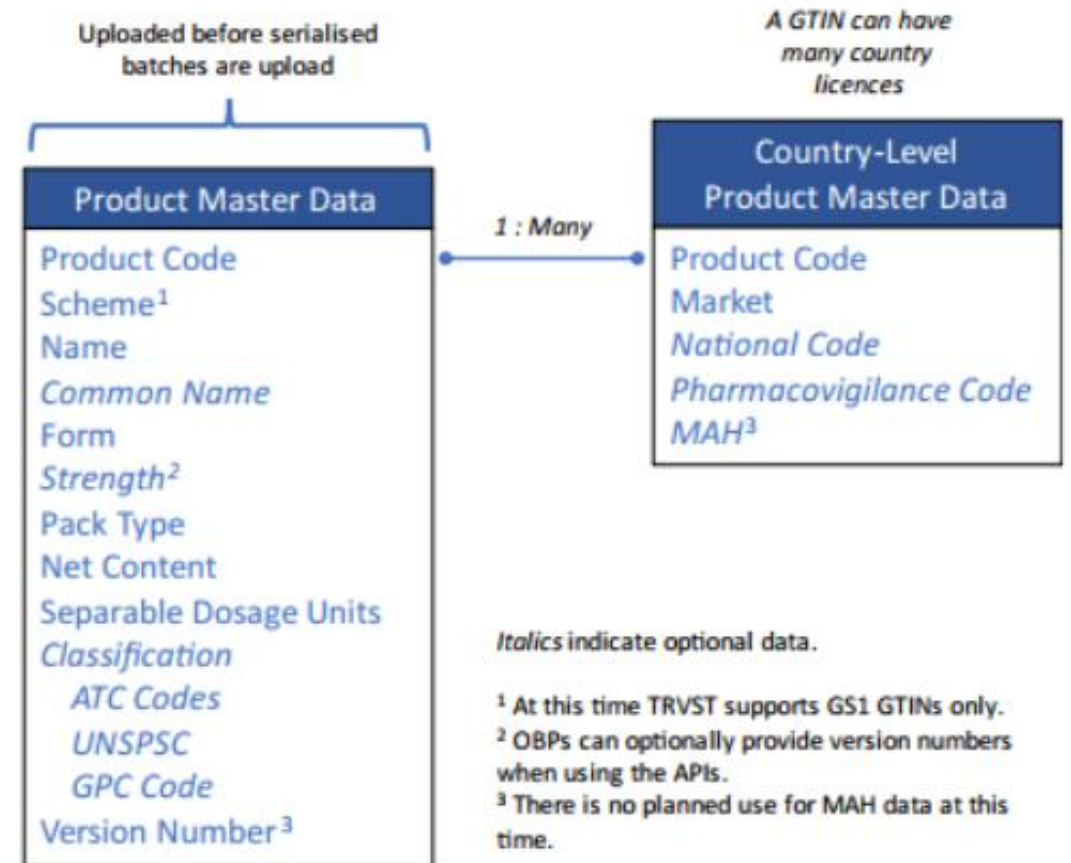 Uploaded before serialised
batches are upload
Product Master Data
Product Code
Scheme¹
Name
Common Name
Form
Strength²
Pack Type
Net Content
Separable Dosage Units
Classification
ATC Codes
UNSPSC
GPC Code
Version Number³
1 : Many
A GTIN can have
many country
licences
Country-Level
Product Master Data
Product Code
Market
National Code
Pharmacovigilance Code
MAH³
Italics indicate optional data.
¹ At this time TRVST supports GS1 GTINs only.
² OBPs can optionally provide version numbers
when using the APIs.
³ There is no planned use for MAH data at this
time.